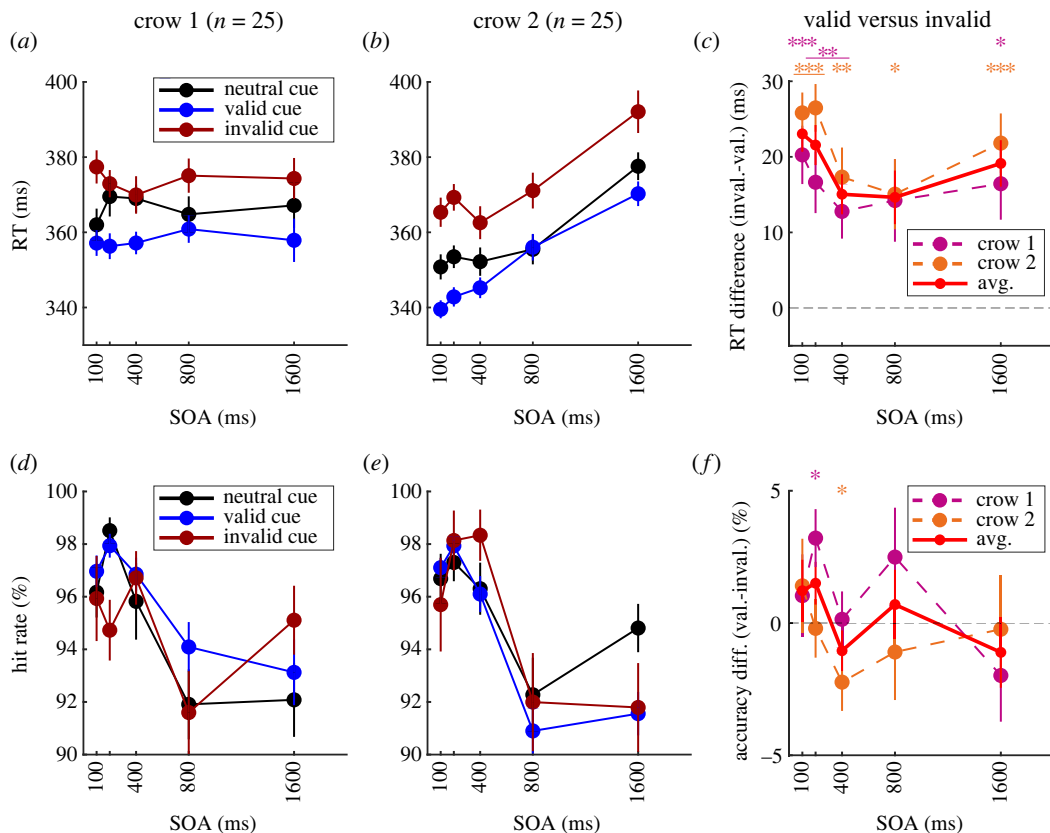 crow 1 (n = 25)
crow 2 (n = 25)
valid versus invalid
(a)
400
380
360
340
RT (ms)
neutral cue
valid cue
invalid cue
100
400
800
1600
SOA (ms)
(b)
400
380
360
340
100
400
800
1600
SOA (ms)
(c)
***
**
*
***
**
*
***
30
20
10
0
RT difference (inval.-val.) (ms)
crow 1
crow 2
avg.
100
400
800
1600
SOA (ms)
(d)
100
98
96
94
92
90
hit rate (%)
neutral cue
valid cue
invalid cue
100
400
800
1600
SOA (ms)
(e)
100
98
96
94
92
90
100
400
800
1600
SOA (ms)
(f)
*
*
5
0
–5
accuracy diff. (val.-inval.) (%)
crow 1
crow 2
avg.
100
400
800
1600
SOA (ms)